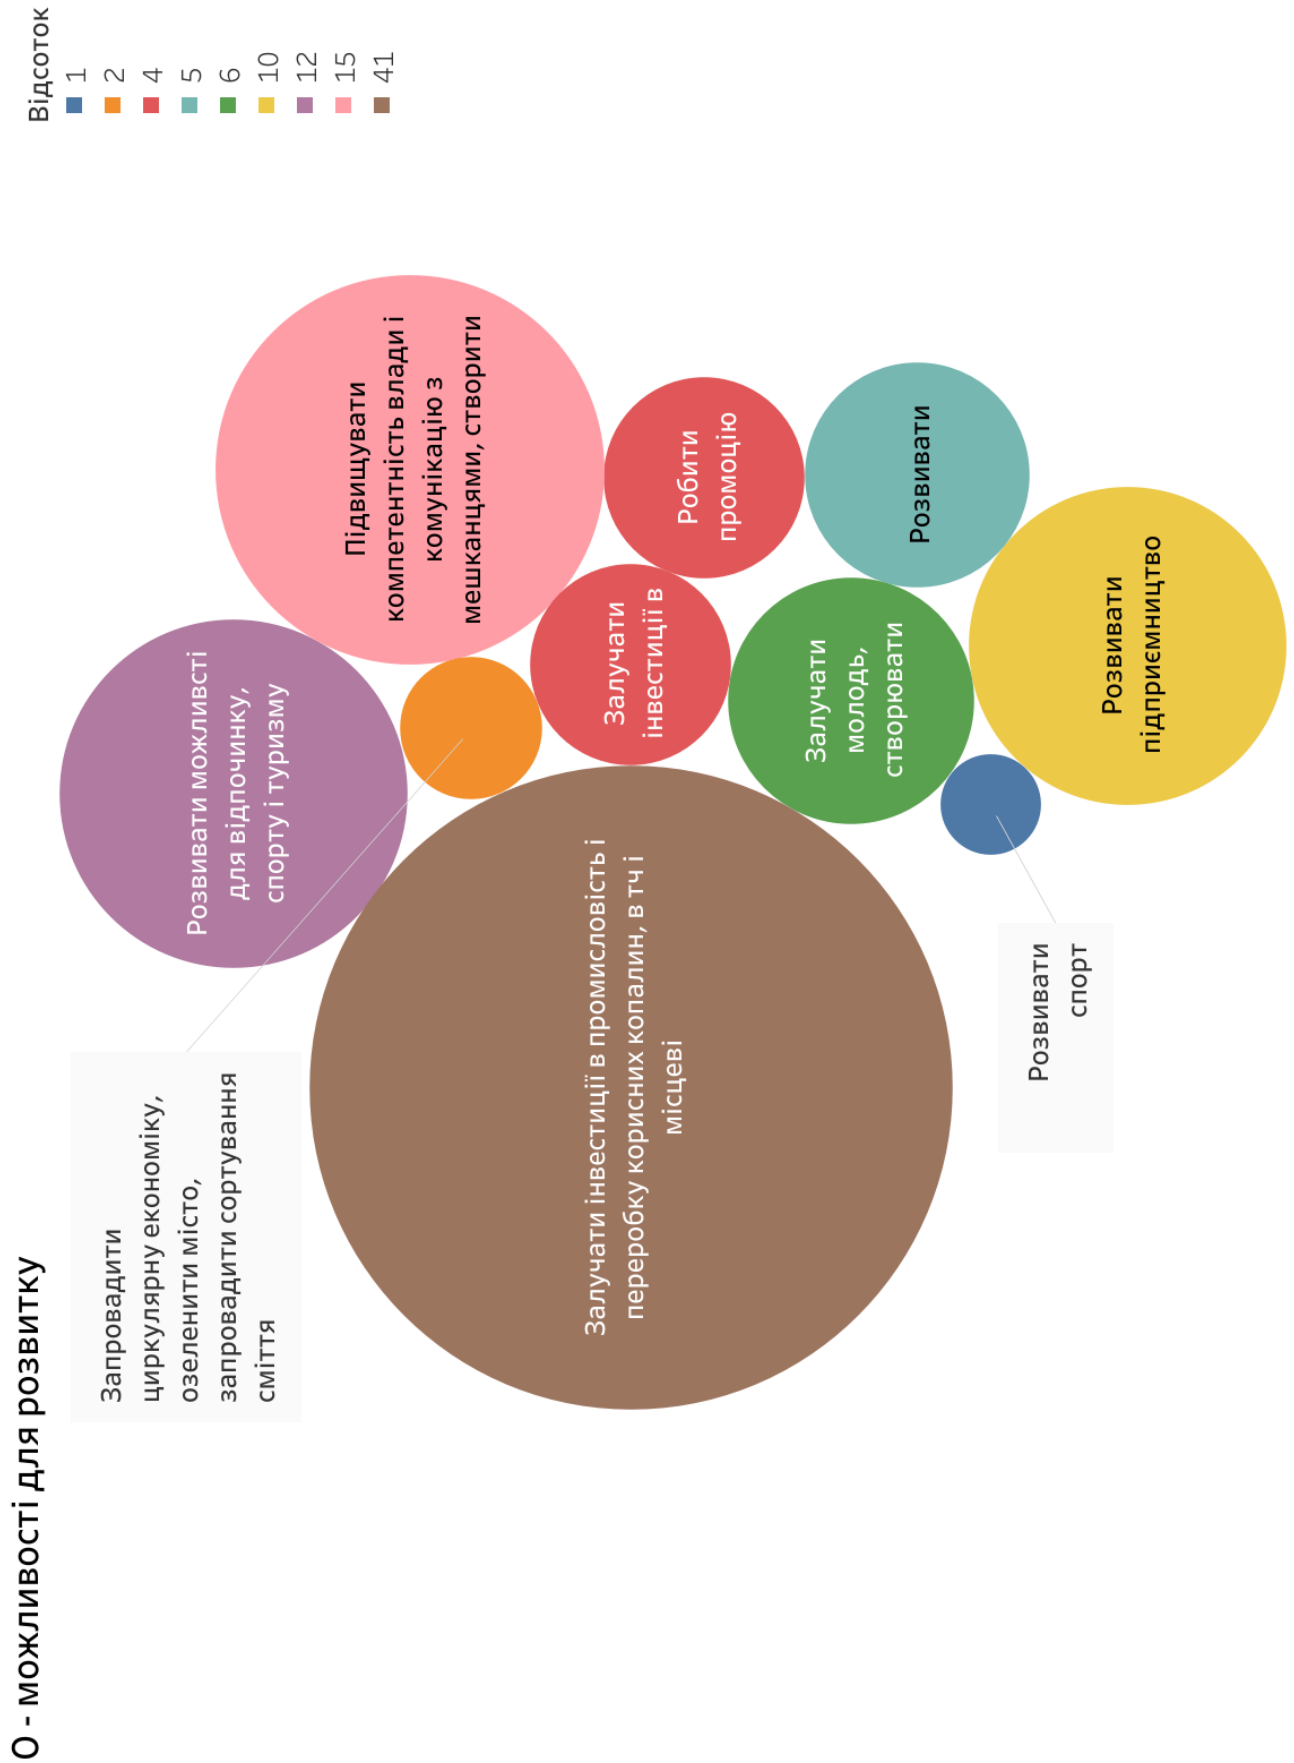 О - можливості для розвитку
Запровадити
циркулярну економіку,
озеленити місто,
запровадити сортування
сміття
Розвивати можливсті
для відпочинку,
спорту і туризму
Підвищувати
компетентність влади і
комунікацію з
мешканцями, створити
Залучати інвестиції в промисловість і
переробку корисних копалин, в тч і
місцеві
Залучати
інвестиції в
Робити
промоцію
Залучати
молодь,
створювати
Розвивати
Розвивати
підприємництво
Розвивати
спорт
Відсоток
1
2
4
5
6
10
12
15
41